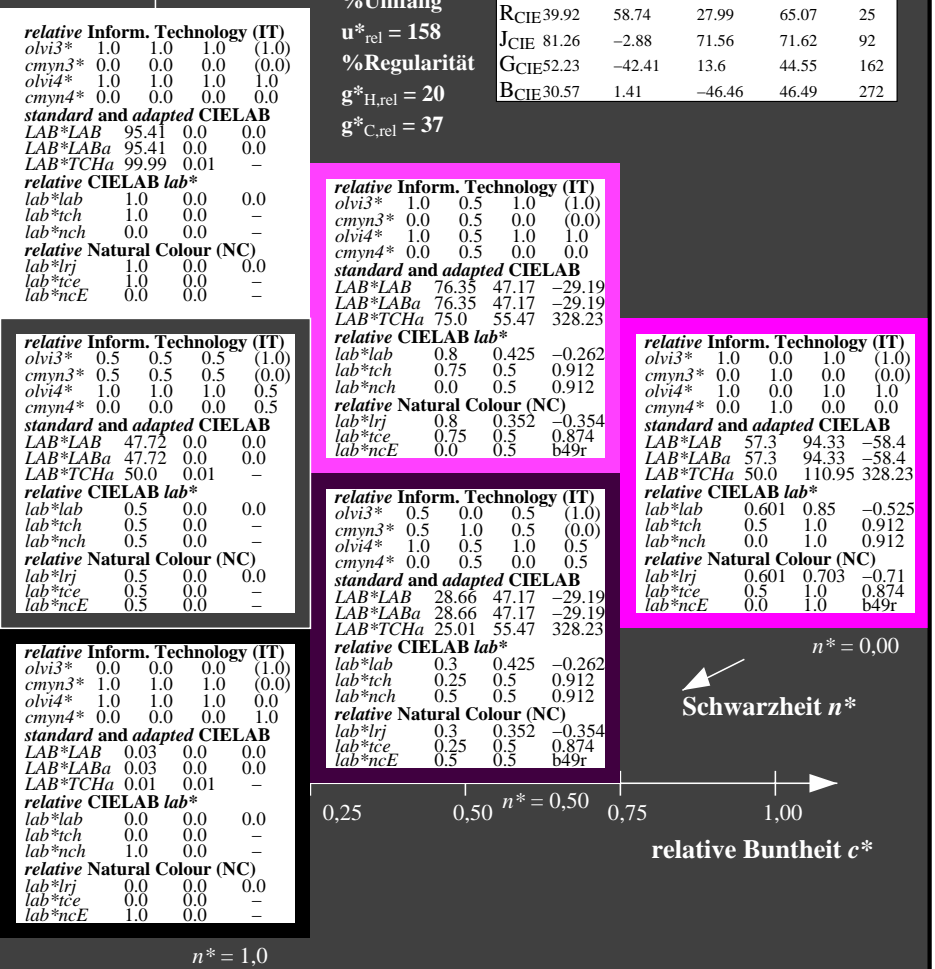 %Umfang
u*rel = 158
%Regularität
g*H,rel = 20
g*C,rel = 37
RCIE 39.92 58.74 27.99 65.07 25
JCIE 81.26 −2.88 71.56 71.62 92
GCIE 52.23 −42.41 13.6 44.55 162
BCIE 30.57 1.41 −46.46 46.49 272
relative Inform. Technology (IT)
olvi3* 1.0 1.0 1.0 (1.0)
cmyn3* 0.0 0.0 0.0 (0.0)
olvi4* 1.0 1.0 1.0 1.0
cmyn4* 0.0 0.0 0.0 0.0
standard and adapted CIELAB
LAB*LAB 95.41 0.0 0.0
LAB*LABa 95.41 0.0 0.0
LAB*TCHa 99.99 0.01 –
relative CIELAB lab*
lab*lab 1.0 0.0 0.0
lab*tch 1.0 0.0 –
lab*nch 0.0 0.0 –
relative Natural Colour (NC)
lab*lrj 1.0 0.0 0.0
lab*tce 1.0 0.0 –
lab*ncE 0.0 0.0 –
relative Inform. Technology (IT)
olvi3* 1.0 0.5 1.0 (1.0)
cmyn3* 0.0 0.5 0.0 (0.0)
olvi4* 1.0 0.5 1.0 1.0
cmyn4* 0.0 0.5 0.0 0.0
standard and adapted CIELAB
LAB*LAB 76.35 47.17 −29.19
LAB*LABa 76.35 47.17 −29.19
LAB*TCHa 75.0 55.47 328.23
relative CIELAB lab*
lab*lab 0.8 0.425 −0.262
lab*tch 0.75 0.5 0.912
lab*nch 0.0 0.5 0.912
relative Natural Colour (NC)
lab*lrj 0.8 0.352 −0.354
lab*tce 0.75 0.5 0.874
lab*ncE 0.0 0.5 b49r
relative Inform. Technology (IT)
olvi3* 0.5 0.5 0.5 (1.0)
cmyn3* 0.5 0.5 0.5 (0.0)
olvi4* 1.0 1.0 1.0 0.5
cmyn4* 0.0 0.0 0.0 0.5
standard and adapted CIELAB
LAB*LAB 47.72 0.0 0.0
LAB*LABa 47.72 0.0 0.0
LAB*TCHa 50.0 0.01 –
relative CIELAB lab*
lab*lab 0.5 0.0 0.0
lab*tch 0.5 0.0 –
lab*nch 0.5 0.0 –
relative Natural Colour (NC)
lab*lrj 0.5 0.0 0.0
lab*tce 0.5 0.0 –
lab*ncE 0.5 0.0 –
relative Inform. Technology (IT)
olvi3* 1.0 0.0 1.0 (1.0)
cmyn3* 0.0 1.0 0.0 (0.0)
olvi4* 1.0 0.0 1.0 1.0
cmyn4* 0.0 1.0 0.0 0.0
standard and adapted CIELAB
LAB*LAB 57.3 94.33 −58.4
LAB*LABa 57.3 94.33 −58.4
LAB*TCHa 50.0 110.95 328.23
relative CIELAB lab*
lab*lab 0.601 0.85 −0.525
lab*tch 0.5 1.0 0.912
lab*nch 0.0 1.0 0.912
relative Natural Colour (NC)
lab*lrj 0.601 0.703 −0.71
lab*tce 0.5 1.0 0.874
lab*ncE 0.0 1.0 b49r
relative Inform. Technology (IT)
olvi3* 0.5 0.0 0.5 (1.0)
cmyn3* 0.5 1.0 0.5 (0.0)
olvi4* 1.0 0.5 1.0 0.5
cmyn4* 0.0 0.5 0.0 0.5
standard and adapted CIELAB
LAB*LAB 28.66 47.17 −29.19
LAB*LABa 28.66 47.17 −29.19
LAB*TCHa 25.01 55.47 328.23
relative CIELAB lab*
lab*lab 0.3 0.425 −0.262
lab*tch 0.25 0.5 0.912
lab*nch 0.5 0.5 0.912
relative Natural Colour (NC)
lab*lrj 0.3 0.352 −0.354
lab*tce 0.25 0.5 0.874
lab*ncE 0.5 0.5 b49r
n* = 0,00
Schwarzheit n*
relative Inform. Technology (IT)
olvi3* 0.0 0.0 0.0 (1.0)
cmyn3* 1.0 1.0 1.0 (0.0)
olvi4* 1.0 1.0 1.0 0.0
cmyn4* 0.0 0.0 0.0 1.0
standard and adapted CIELAB
LAB*LAB 0.03 0.0 0.0
LAB*LABa 0.03 0.0 0.0
LAB*TCHa 0.01 0.01 –
relative CIELAB lab*
lab*lab 0.0 0.0 0.0
lab*tch 0.0 0.0 –
lab*nch 1.0 0.0 –
relative Natural Colour (NC)
lab*lrj 0.0 0.0 0.0
lab*tce 0.0 0.0 –
lab*ncE 1.0 0.0 –
0,25 0,50 n* = 0,50 0,75 1,00
relative Buntheit c*
n* = 1,0